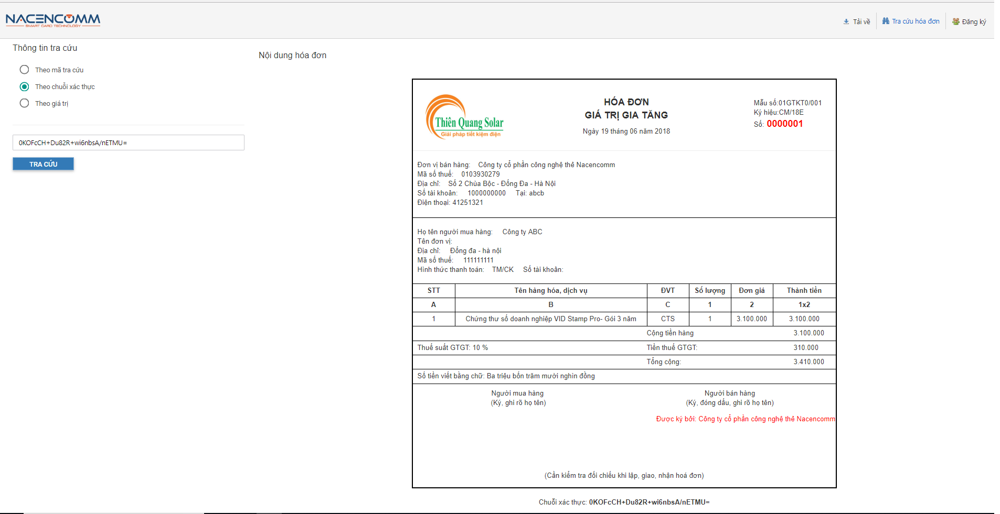 NACENCOMM
SMART CARD TECHNOLOGY
Tải về
Tra cứu hóa đơn
Đăng ký
Thông tin tra cứu
Theo mã tra cứu
Theo chuỗi xác thực
Theo giá trị
0KOFcCH+Du82R+wi6nbsA/nETMU=
TRA CỨU
Nội dung hóa đơn
Thiên Quang Solar
Giải pháp tiết kiệm điện
HÓA ĐƠN
GIÁ TRỊ GIA TĂNG
Ngày 19 tháng 06 năm 2018
Mẫu số:01GTKT0/001
Ký hiệu:CM/18E
Số: 0000001
Đơn vị bán hàng: Công ty cổ phần công nghệ thẻ Nacencomm
Mã số thuế: 0103930279
Địa chỉ: Số 2 Chùa Bộc - Đống Đa - Hà Nội
Số tài khoản: 1000000000 Tại: abcb
Điện thoại: 41251321
Họ tên người mua hàng: Công ty ABC
Tên đơn vị:
Địa chỉ: Đống đa - hà nội
Mã số thuế: 111111111
Hình thức thanh toán: TM/CK Số tài khoản:
STT Tên hàng hóa, dịch vụ ĐVT Số lượng Đơn giá Thành tiền
A B C 1 2 1x2
1 Chứng thư số doanh nghiệp VID Stamp Pro- Gói 3 năm CTS 1 3.100.000 3.100.000
Cộng tiền hàng 3.100.000
Thuế suất GTGT: 10 % Tiền thuế GTGT: 310.000
Tổng cộng: 3.410.000
Số tiền viết bằng chữ: Ba triệu bốn trăm mười nghìn đồng
Người mua hàng Người bán hàng
(Ký, ghi rõ họ tên) (Ký, đóng dấu, ghi rõ họ tên)
Được ký bởi: Công ty cổ phần công nghệ thẻ Nacencomm
(Cần kiểm tra đối chiếu khi lập, giao, nhận hoá đơn)
Chuỗi xác thực: 0KOFcCH+Du82R+wi6nbsA/nETMU=